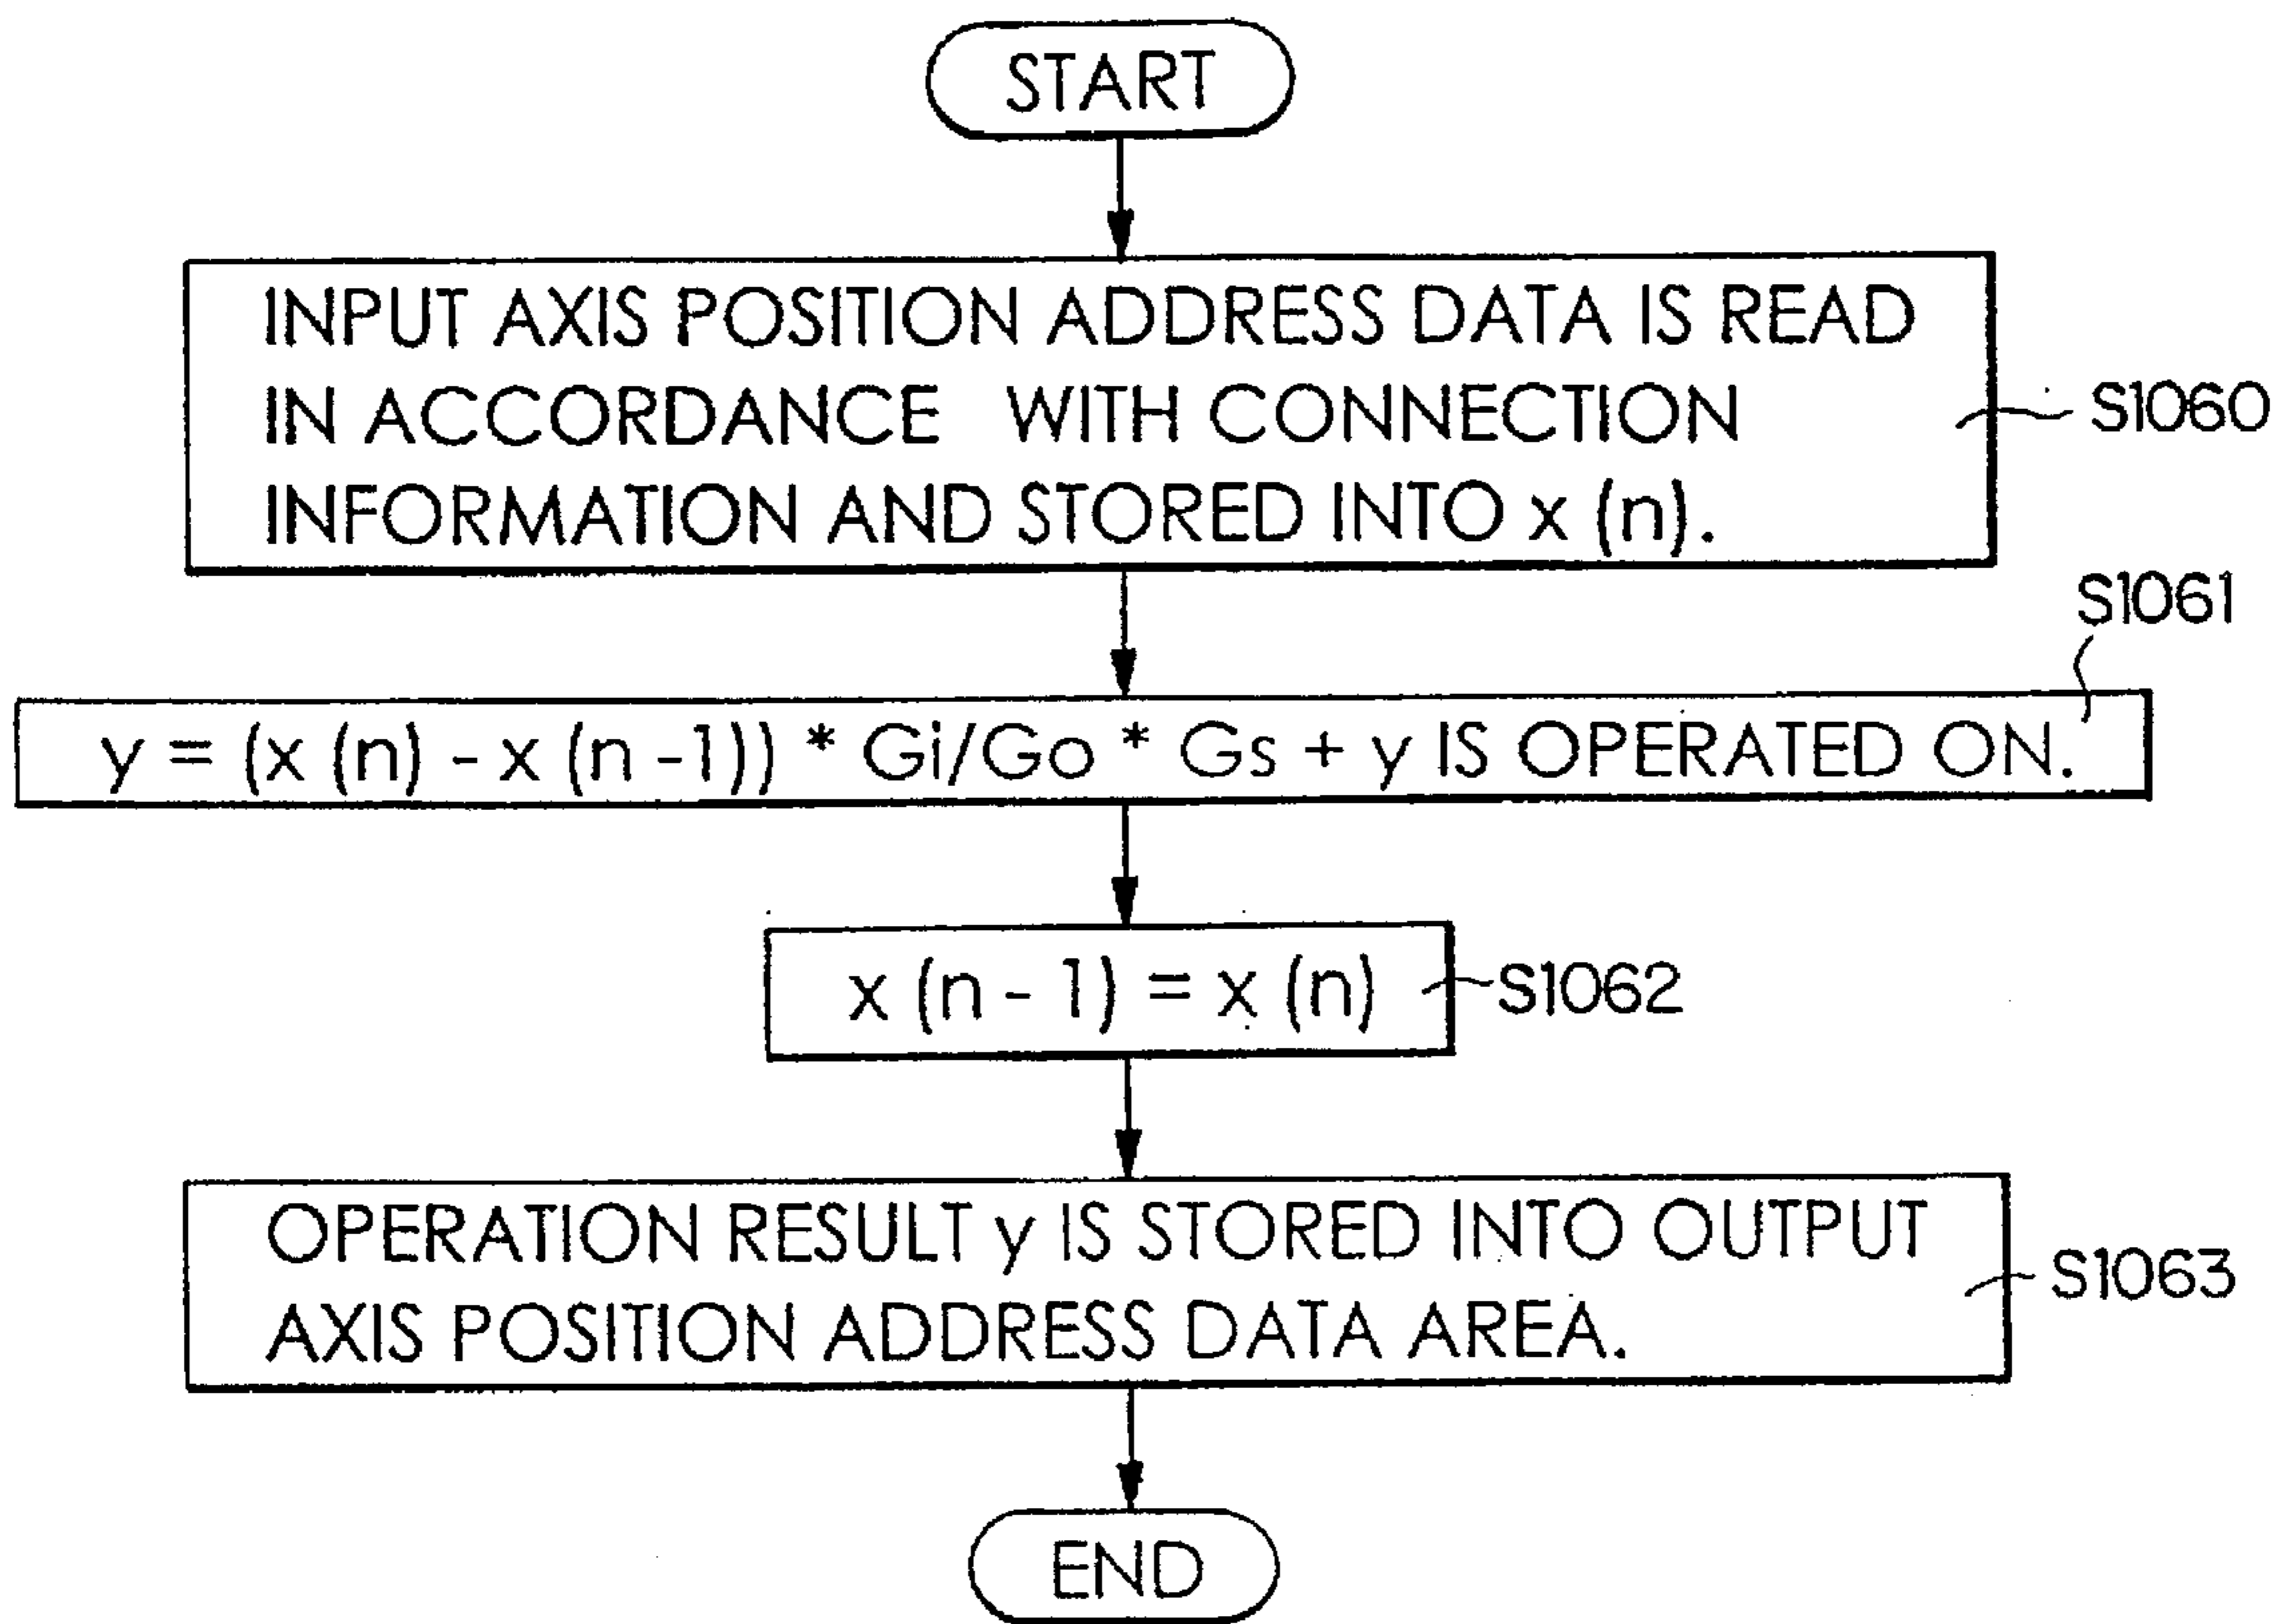 START
INPUT AXIS POSITION ADDRESS DATA IS READ
IN ACCORDANCE WITH CONNECTION
INFORMATION AND STORED INTO x (n).
S1060
S1061
y = (x (n) - x (n -1)) * Gi/Go * Gs + y IS OPERATED ON.
x (n - 1) = x (n)
S1062
OPERATION RESULT y IS STORED INTO OUTPUT
AXIS POSITION ADDRESS DATA AREA.
S1063
END